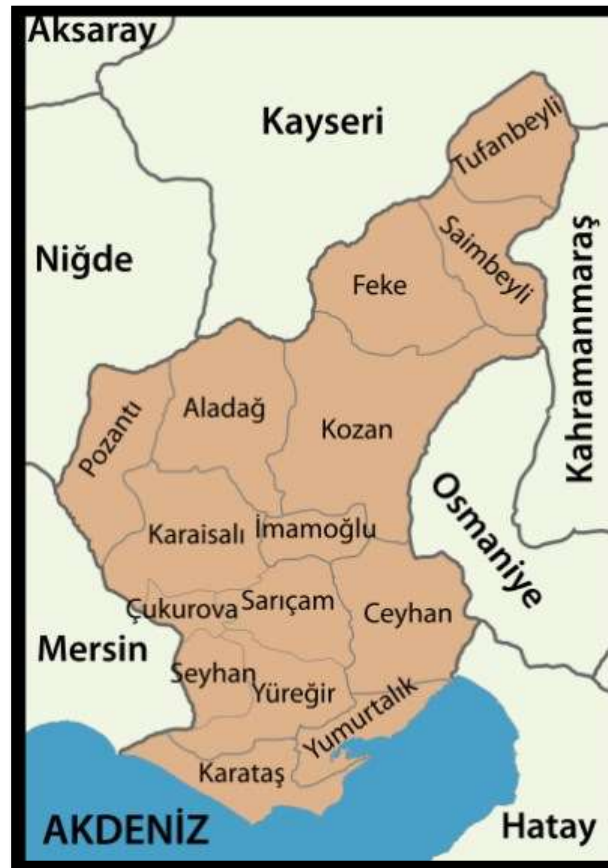 Aksaray
Kayseri
Tufanbeyli
Niğde
Saimbeyli
Feke
Kahramanmaraş
Aladağ
Pozantı
Kozan
Osmaniye
Karaisalı
İmamoğlu
Çukurova
Sarıçam
Ceyhan
Mersin
Seyhan
Yüreğir
Yumurtalık
Karataş
AKDENİZ
Hatay